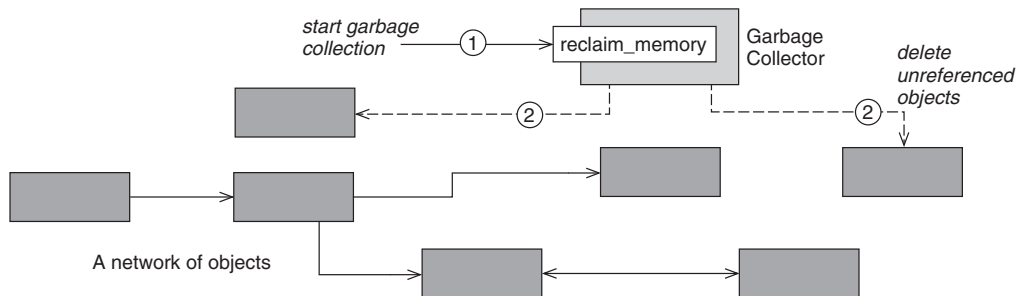 start garbage
collection
1
reclaim_memory
Garbage
Collector
delete
unreferenced
objects
2
2
A network of objects